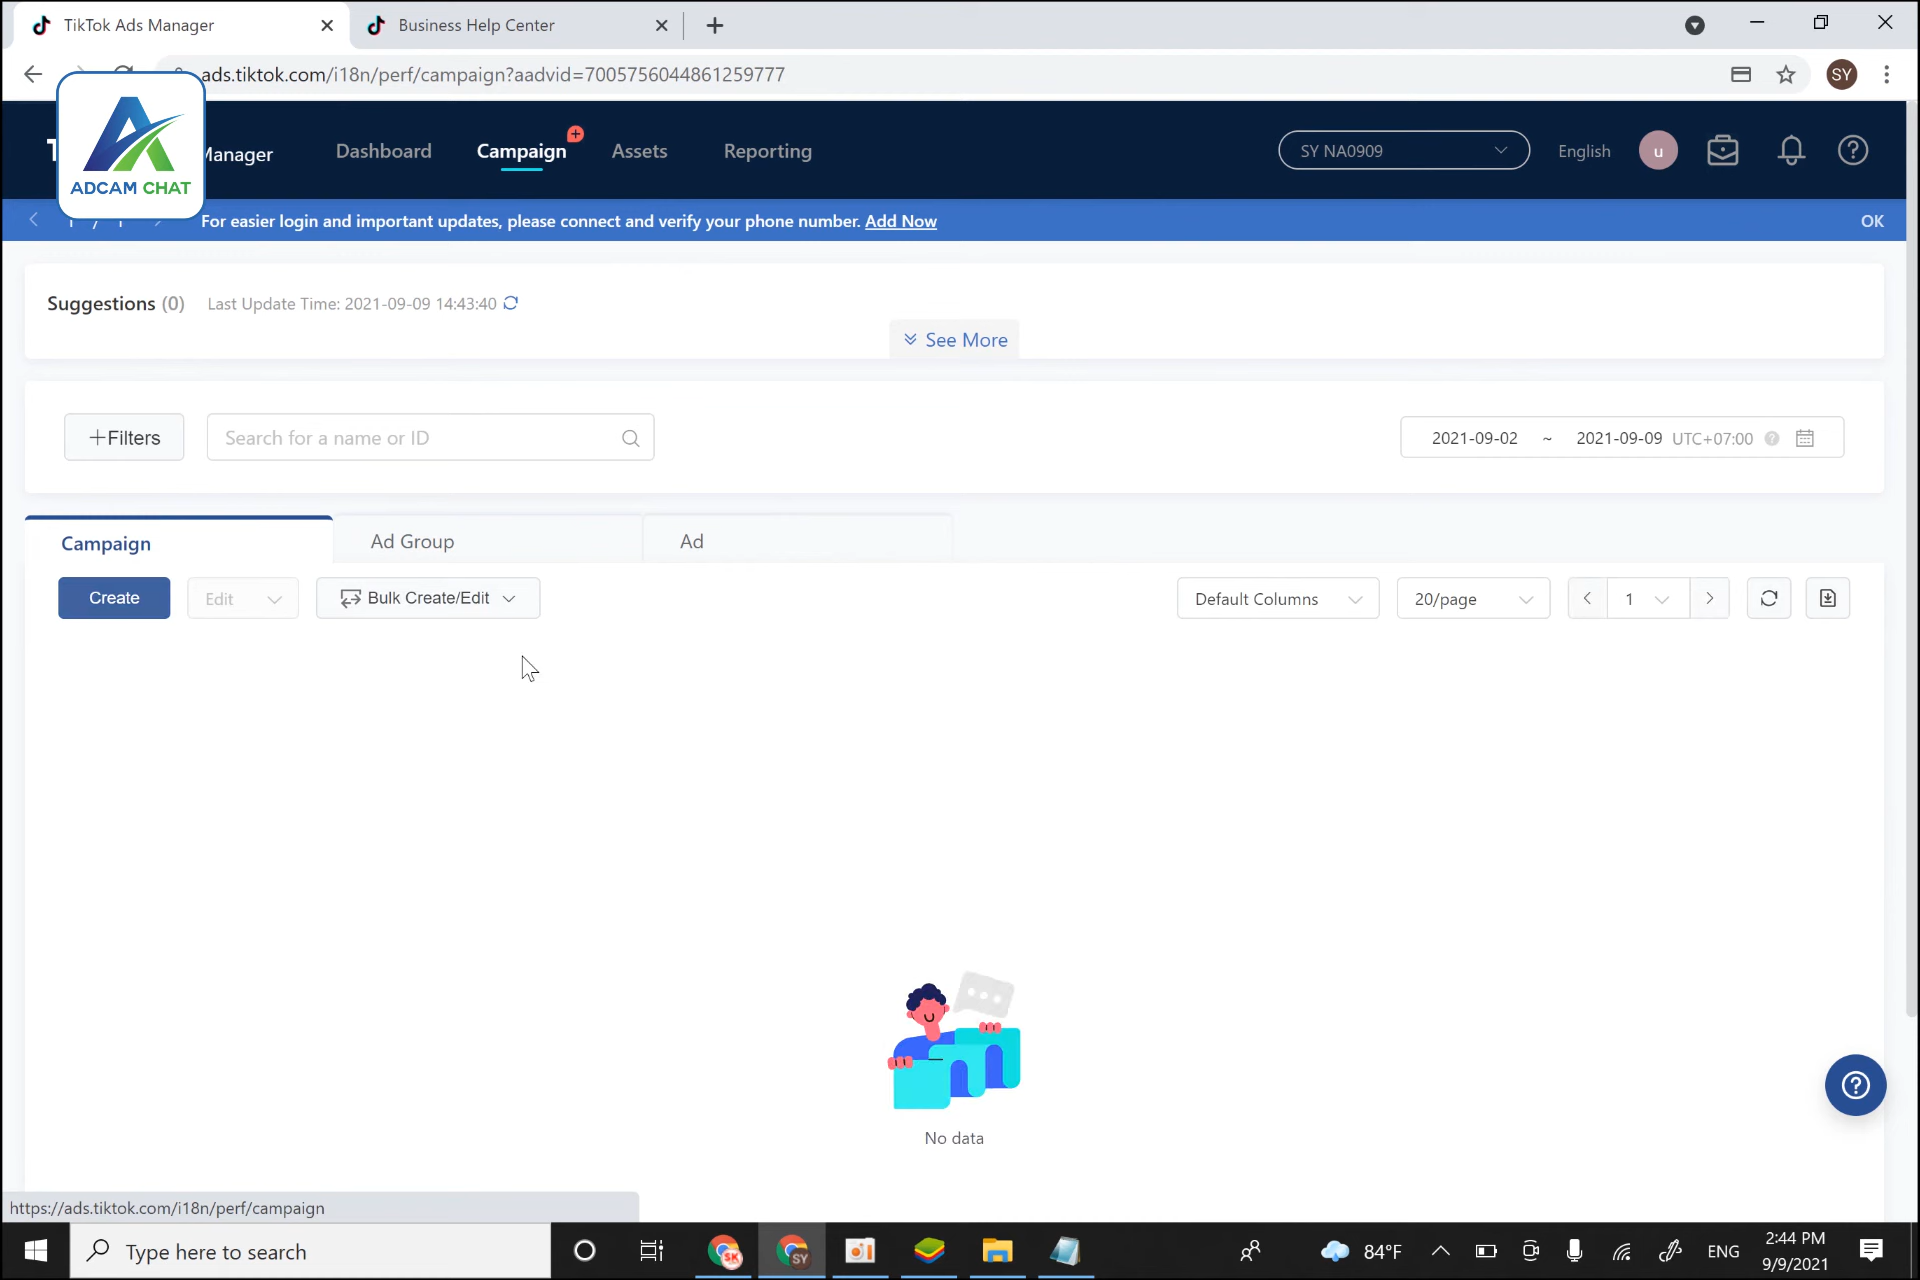 TikTok Ads Manager
Business Help Center
ads.tiktok.com/i18n/perf/campaign?aadvid=7005756044861259777
SY
ADCAM CHAT
Manager
Dashboard
Campaign
Assets
Reporting
SY NA0909
English
u
For easier login and important updates, please connect and verify your phone number. Add Now
OK
Suggestions (0)
Last Update Time: 2021-09-09 14:43:40
See More
+Filters
Search for a name or ID
2021-09-02 ~ 2021-09-09 UTC+07:00
Campaign
Ad Group
Ad
Create
Edit
Bulk Create/Edit
Default Columns
20/page
1
No data
https://ads.tiktok.com/i18n/perf/campaign
Type here to search
SK
SY
84°F
ENG
2:44 PM
9/9/2021